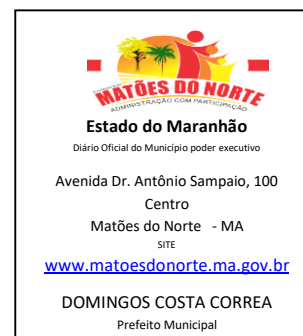 MATÕES DO NORTE
ADMINISTRAÇÃO COM PARTICIPAÇÃO
Estado do Maranhão
Diário Oficial do Município poder executivo
Avenida Dr. Antônio Sampaio, 100
Centro
Matões do Norte - MA
SITE
www.matoesdonorte.ma.gov.br
DOMINGOS COSTA CORREA
Prefeito Municipal